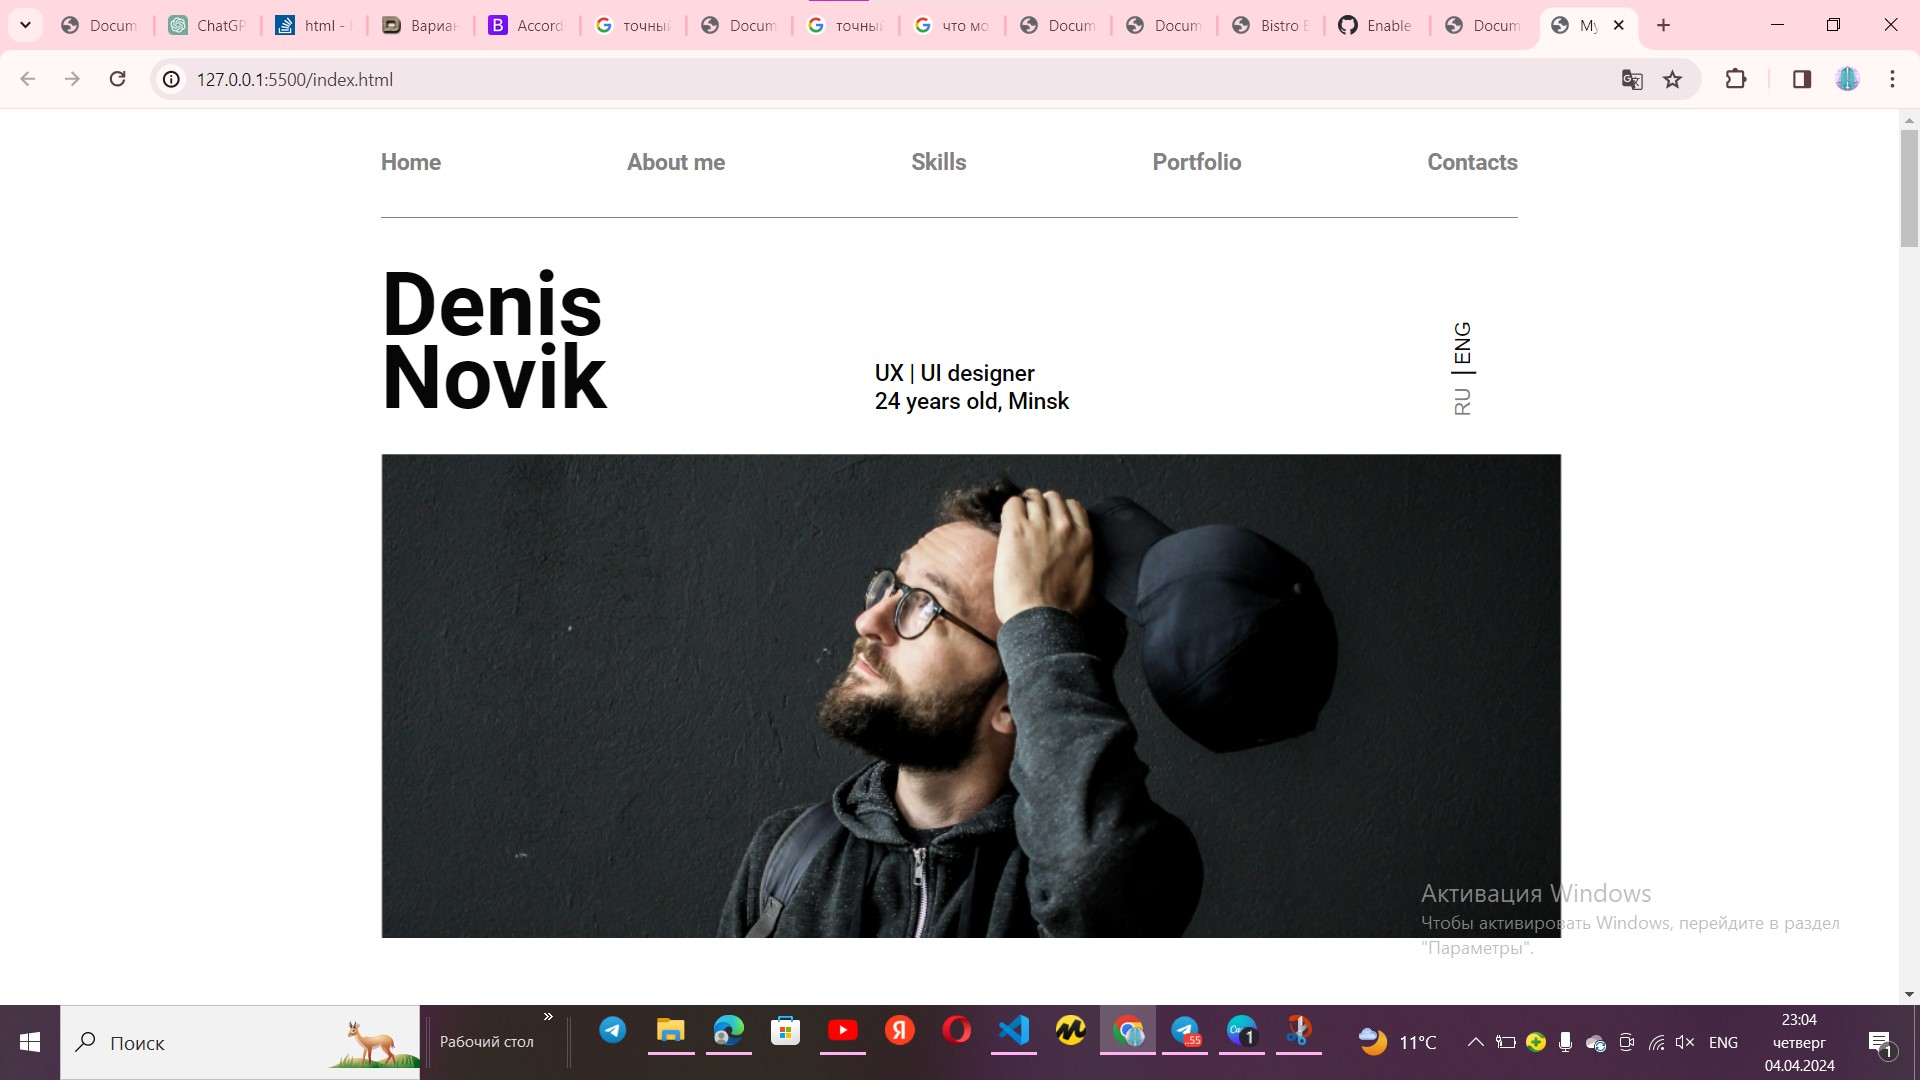 Docum
ChatGP
html - H
Вариан
Accord
точный
Docum
точный
что мо
Docum
Docum
Bistro B
Enable
Docum
My
127.0.0.1:5500/index.html
Home
About me
Skills
Portfolio
Contacts
Denis
Novik
UX | UI designer
24 years old, Minsk
RU | ENG
Активация Windows
Чтобы активировать Windows, перейдите в раздел
"Параметры".
Поиск
Рабочий стол
11°C
ENG
23:04
четверг
04.04.2024
1